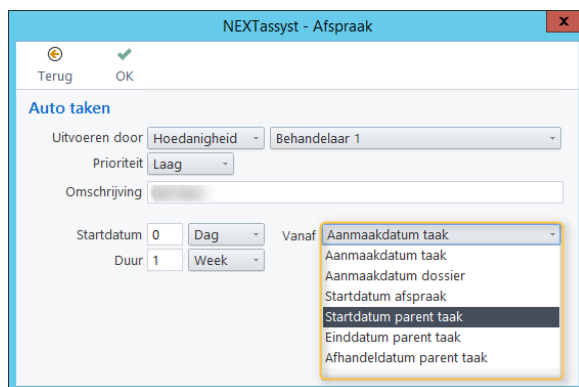 NEXTassyst - Afspraak x
Terug OK
Auto taken
Uitvoeren door Hoedanigheid Behandelaar 1
Prioriteit Laag
Omschrijving
Startdatum 0 Dag Vanaf Aanmaakdatum taak
Duur 1 Week Aanmaakdatum taak
Aanmaakdatum dossier
Startdatum afspraak
Startdatum parent taak
Einddatum parent taak
Afhandeldatum parent taak